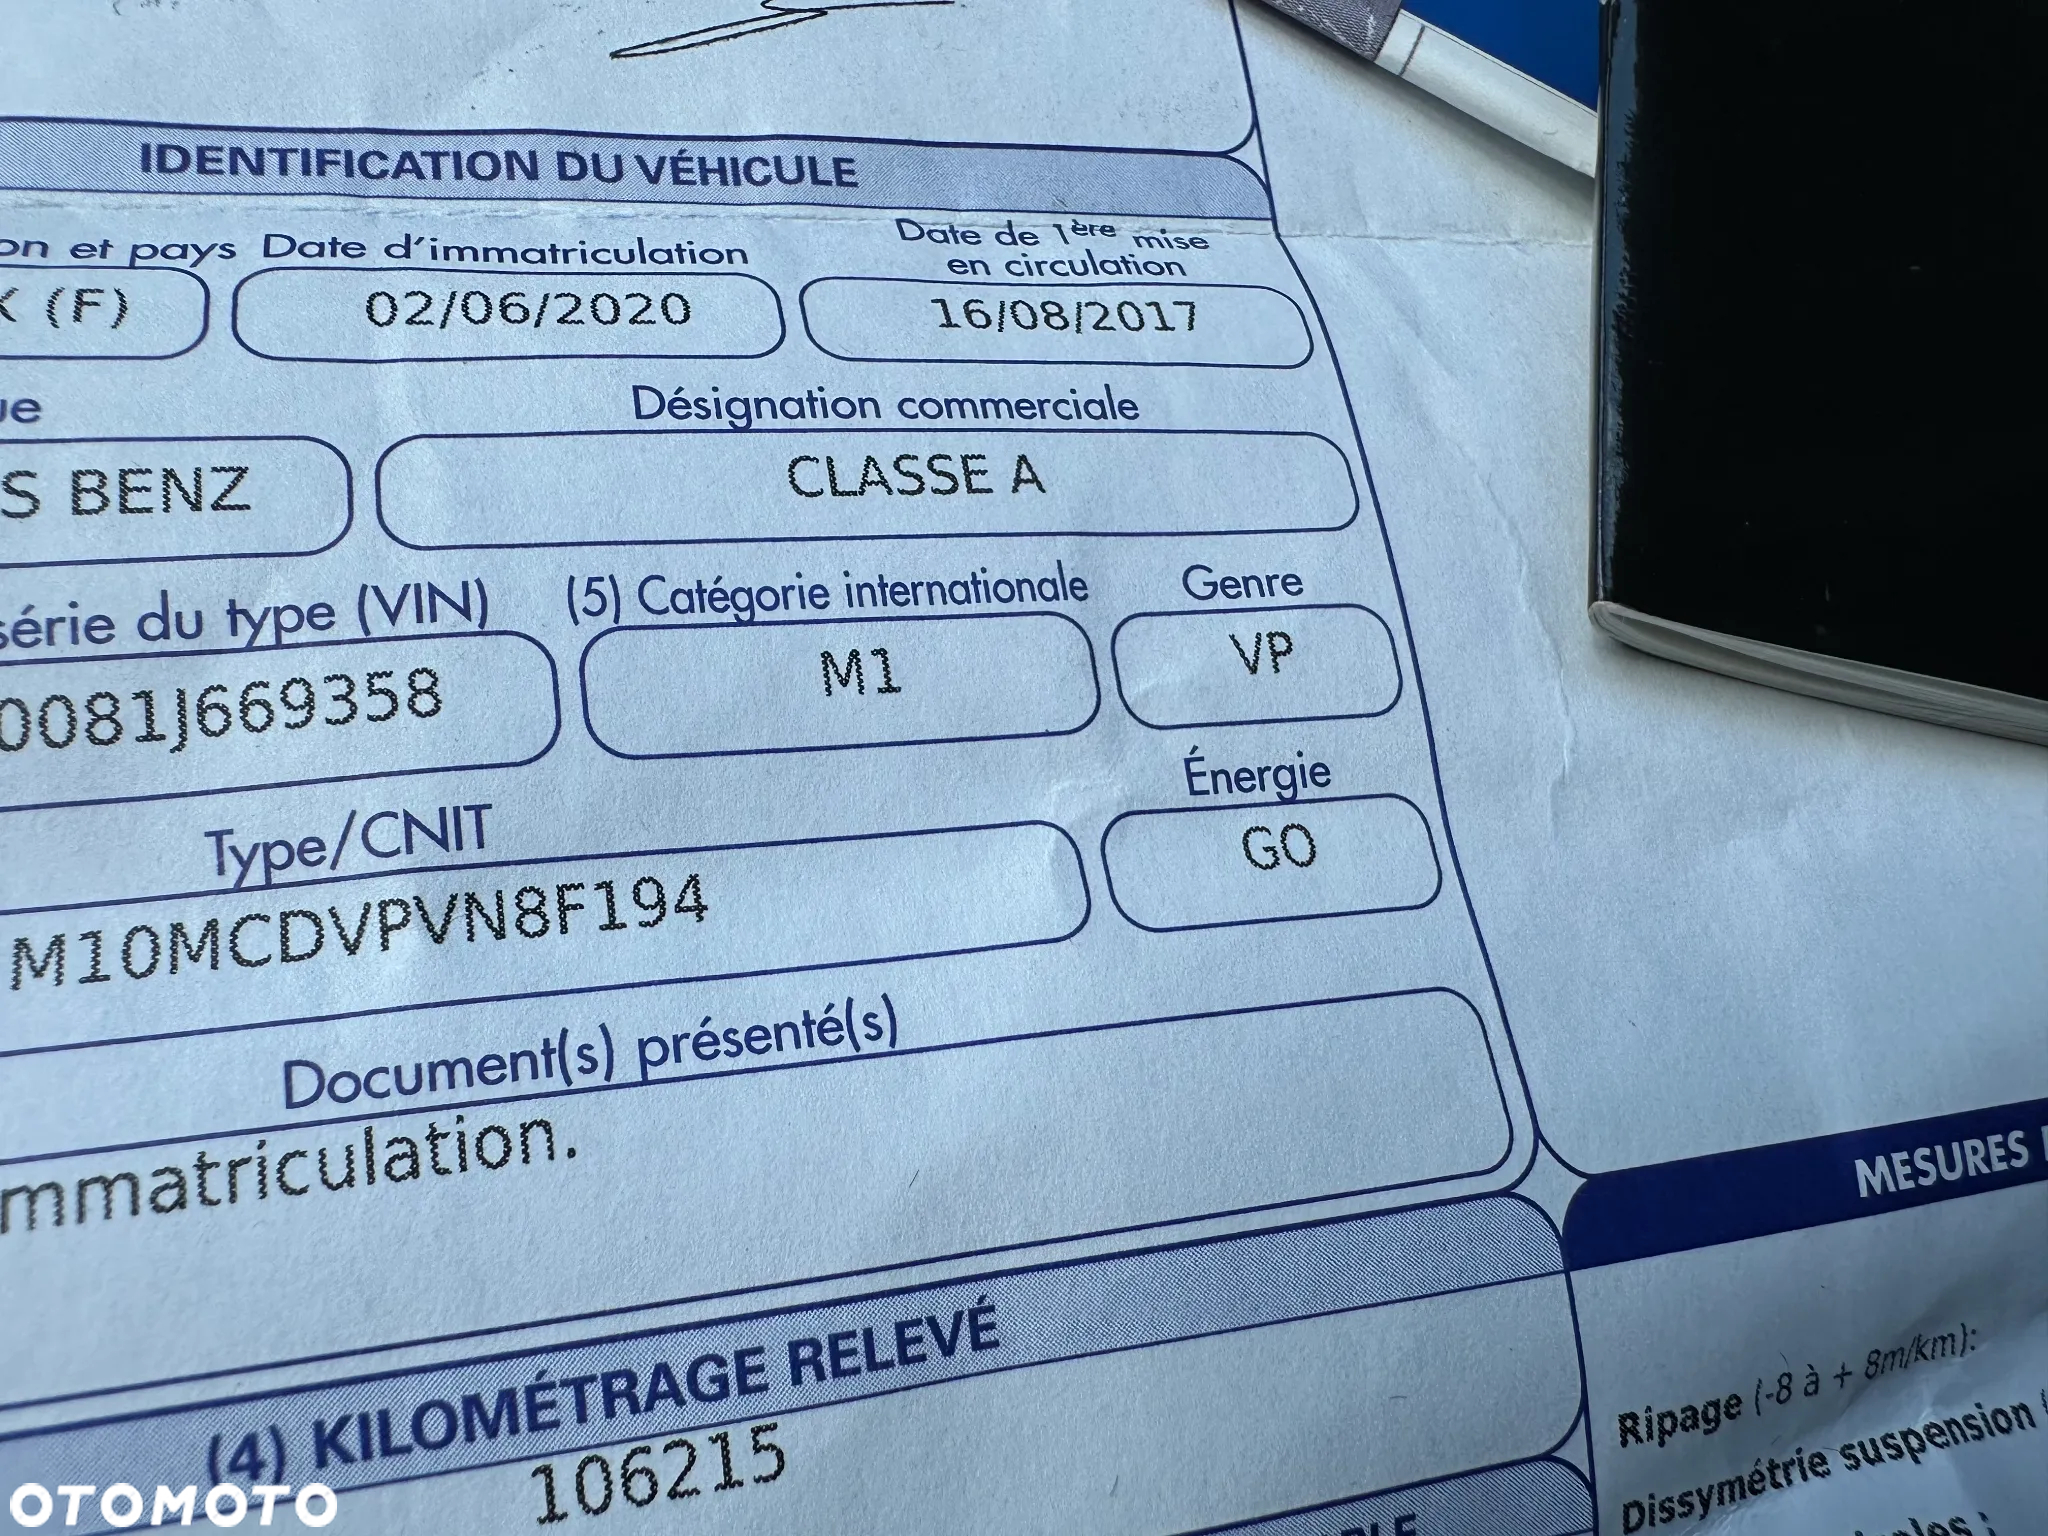 IDENTIFICATION DU VÉHICULE
on et pays Date d'immatriculation Date de 1ère mise
en circulation
(F) 02/06/2020 16/08/2017
ue Désignation commerciale
S BENZ CLASSE A
série du type (VIN) (5) Catégorie internationale Genre
0081J669358 M1 VP
Type/CNIT Énergie
M10MCDVPVN8F194 GO
Document(s) présenté(s)
mmatriculation.
MESURES
(4) KILOMÉTRAGE RELEVÉ
106215
Ripage (-8 à + 8m/km):
Dissymétrie suspension
OTOMOTO